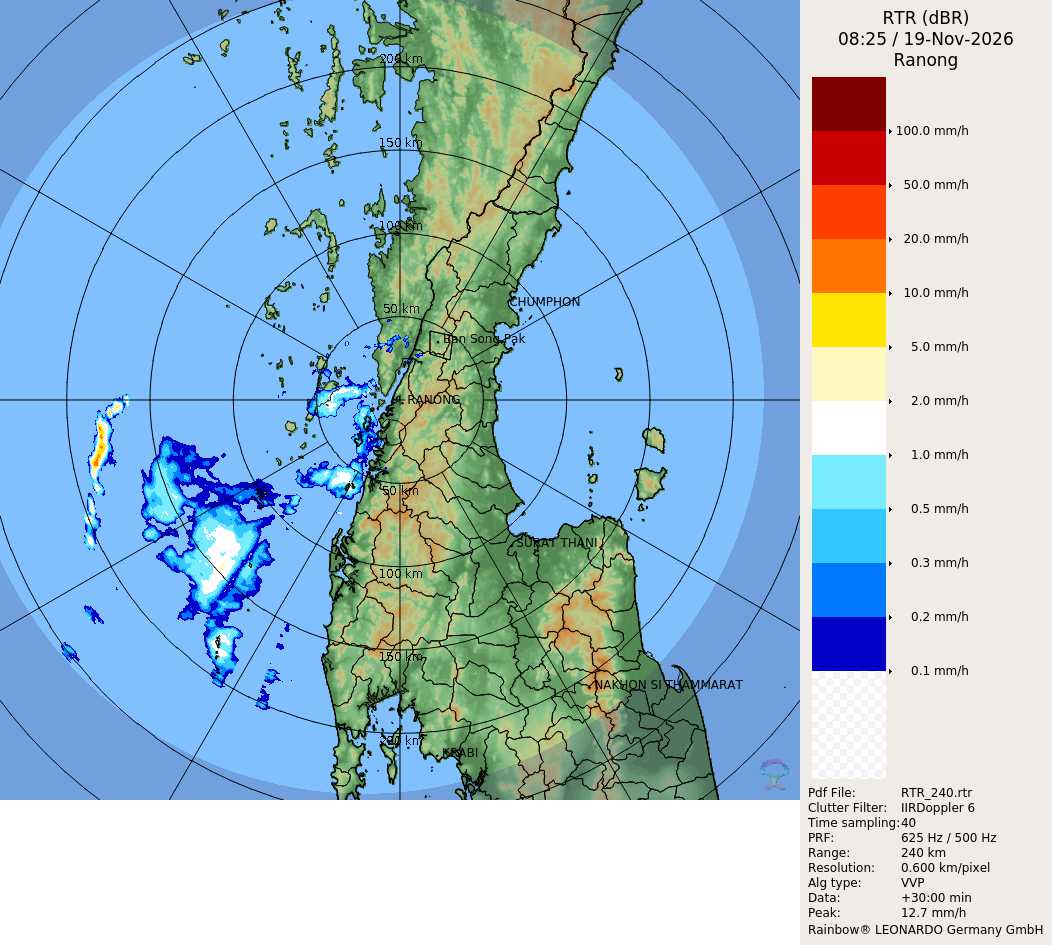 RTR (dBR)
08:25 / 19-Nov-2026
Ranong
200 km
150 km
100 km
50 km
CHUMPHON
Ban Song Pak
RANONG
50 km
SURAT THANI
100 km
150 km
NAKHON SI THAMMARAT
200 km
KRABI
100.0 mm/h
50.0 mm/h
20.0 mm/h
10.0 mm/h
5.0 mm/h
2.0 mm/h
1.0 mm/h
0.5 mm/h
0.3 mm/h
0.2 mm/h
0.1 mm/h
Pdf File: RTR_240.rtr
Clutter Filter: IIRDoppler 6
Time sampling: 40
PRF: 625 Hz / 500 Hz
Range: 240 km
Resolution: 0.600 km/pixel
Alg type: VVP
Data: +30:00 min
Peak: 12.7 mm/h
Rainbow® LEONARDO Germany GmbH